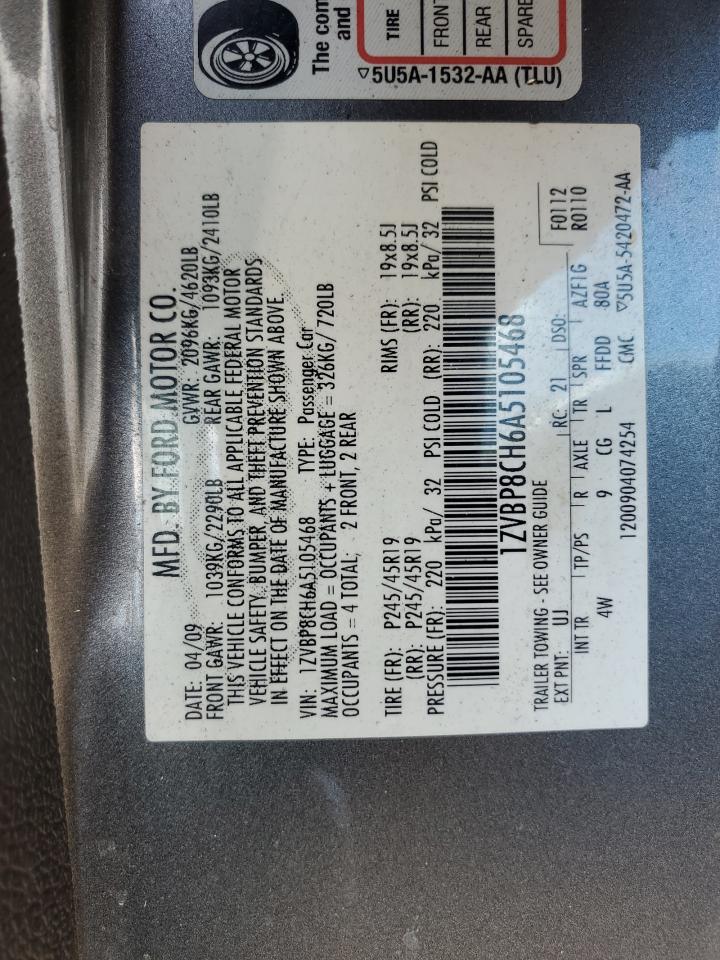 The com
and
TIRE
FRONT
REAR
SPARE
▽5U5A-1532-AA (TLU)
MFD. BY FORD MOTOR CO.
DATE: 04/09 GVWR: 2096KG/4620LB
FRONT GAWR: 1039KG/2290LB REAR GAWR: 1093KG/2410LB
THIS VEHICLE CONFORMS TO ALL APPLICABLE FEDERAL MOTOR
VEHICLE SAFETY, BUMPER, AND THEFT PREVENTION STANDARDS
IN EFFECT ON THE DATE OF MANUFACTURE SHOWN ABOVE.
VIN: 1ZVBP8CH6A5105468 TYPE: Passenger Car
MAXIMUM LOAD = OCCUPANTS + LUGGAGE = 326KG/ 720LB
OCCUPANTS = 4 TOTAL; 2 FRONT, 2 REAR
TIRE (FR): P245/45R19 RIMS (FR): 19x8.5J
(RR): P245/45R19 (RR): 19x8.5J
PRESSURE (FR): 220 kPa/ 32 PSI COLD (RR): 220 kPa/ 32 PSI COLD
1ZVBP8CH6A5105468
TRAILER TOWING - SEE OWNER GUIDE F0112
EXT PNT: UJ RC: 21 DSO: R0110
INT TR TP/PS R AXLE TR SPR AZF1G
4W 9 CG L FFDD 80A
1200904074254 CMC ▽5U5A-5420472-AA